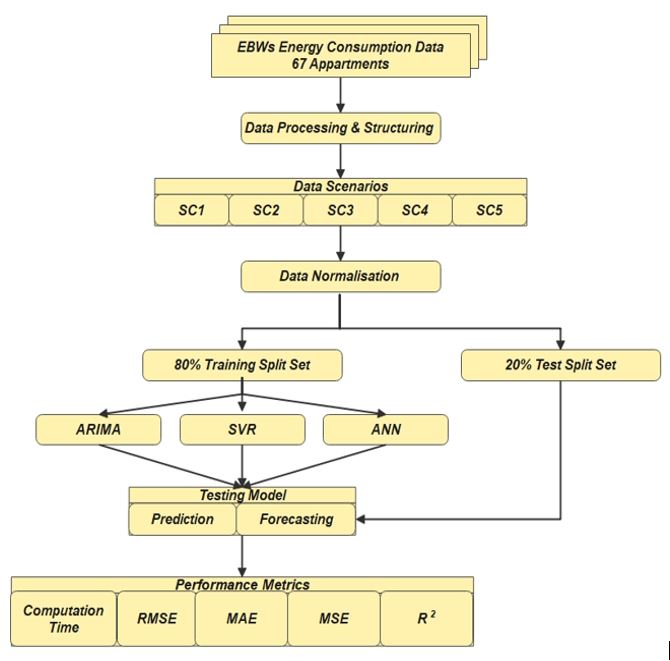 EBWs Energy Consumption Data
67 Appartments
Data Processing & Structuring
Data Scenarios
SC1
SC2
SC3
SC4
SC5
Data Normalisation
80% Training Split Set
20% Test Split Set
ARIMA
SVR
ANN
Testing Model
Prediction
Forecasting
Performance Metrics
Computation
Time
RMSE
MAE
MSE
R²